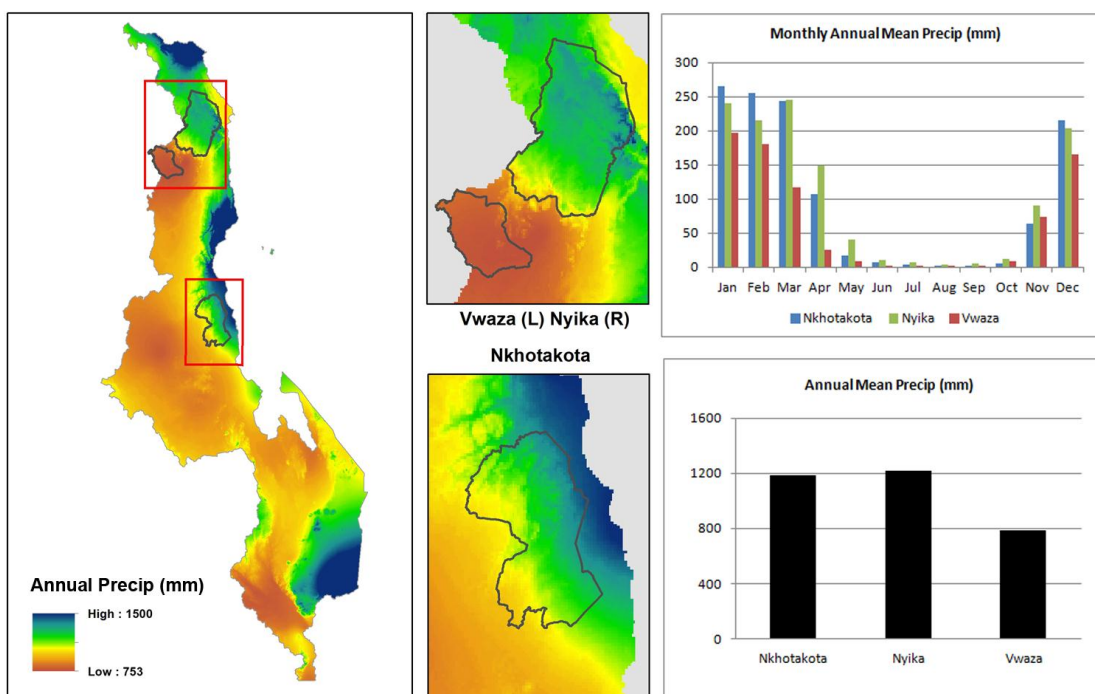 Annual Precip (mm)
High : 1500
Low : 753
Vwaza (L) Nyika (R)
Nkhotakota
Monthly Annual Mean Precip (mm)
300
250
200
150
100
50
0
Jan Feb Mar Apr May Jun Jul Aug Sep Oct Nov Dec
Nkhotakota Nyika Vwaza
Annual Mean Precip (mm)
1600
1200
800
400
0
Nkhotakota Nyika Vwaza